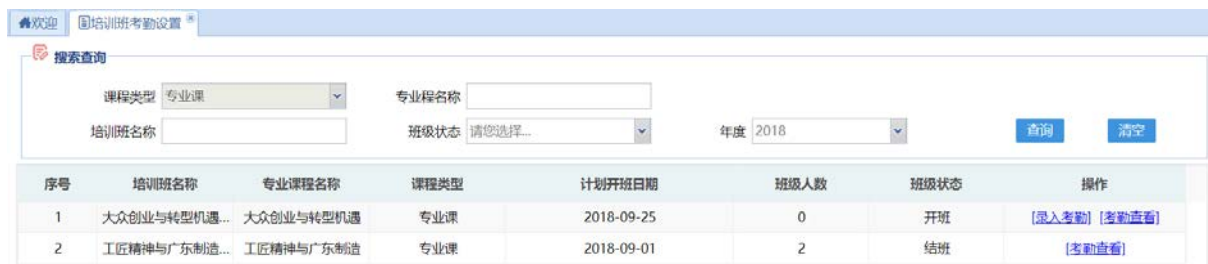 欢迎 培训班考勤设置
搜索查询
课程类型 专业课 专业程名称
培训班名称 班级状态 请您选择... 年度 2018 查询 清空
序号 培训班名称 专业课程名称 课程类型 计划开班日期 班级人数 班级状态 操作
1 大众创业与转型机遇... 大众创业与转型机遇 专业课 2018-09-25 0 开班 [录入考勤] [考勤查看]
2 工匠精神与广东制造... 工匠精神与广东制造 专业课 2018-09-01 2 结班 [考勤查看]